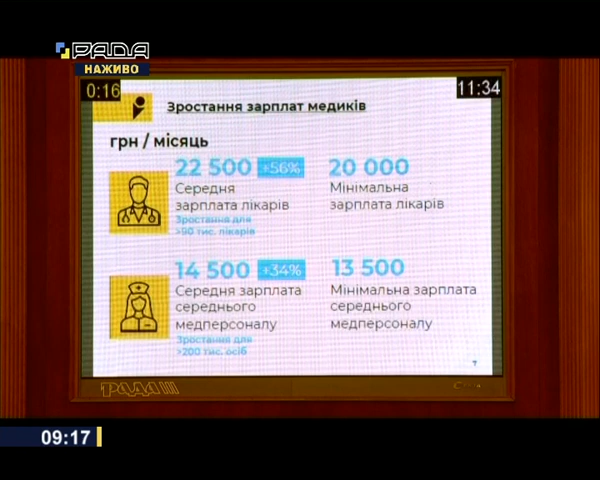 РАДА
НАЖИВО
0:16
11:34
Зростання зарплат медиків
грн / місяць
22 500 +56%
Середня
зарплата лікарів
Зростання для
>90 тис. лікарів
20 000
Мінімальна
зарплата лікарів
14 500 +34%
Середня зарплата
середнього
медперсоналу
Зростання для
>200 тис. осіб
13 500
Мінімальна зарплата
середнього
медперсоналу
РАДА III
09:17